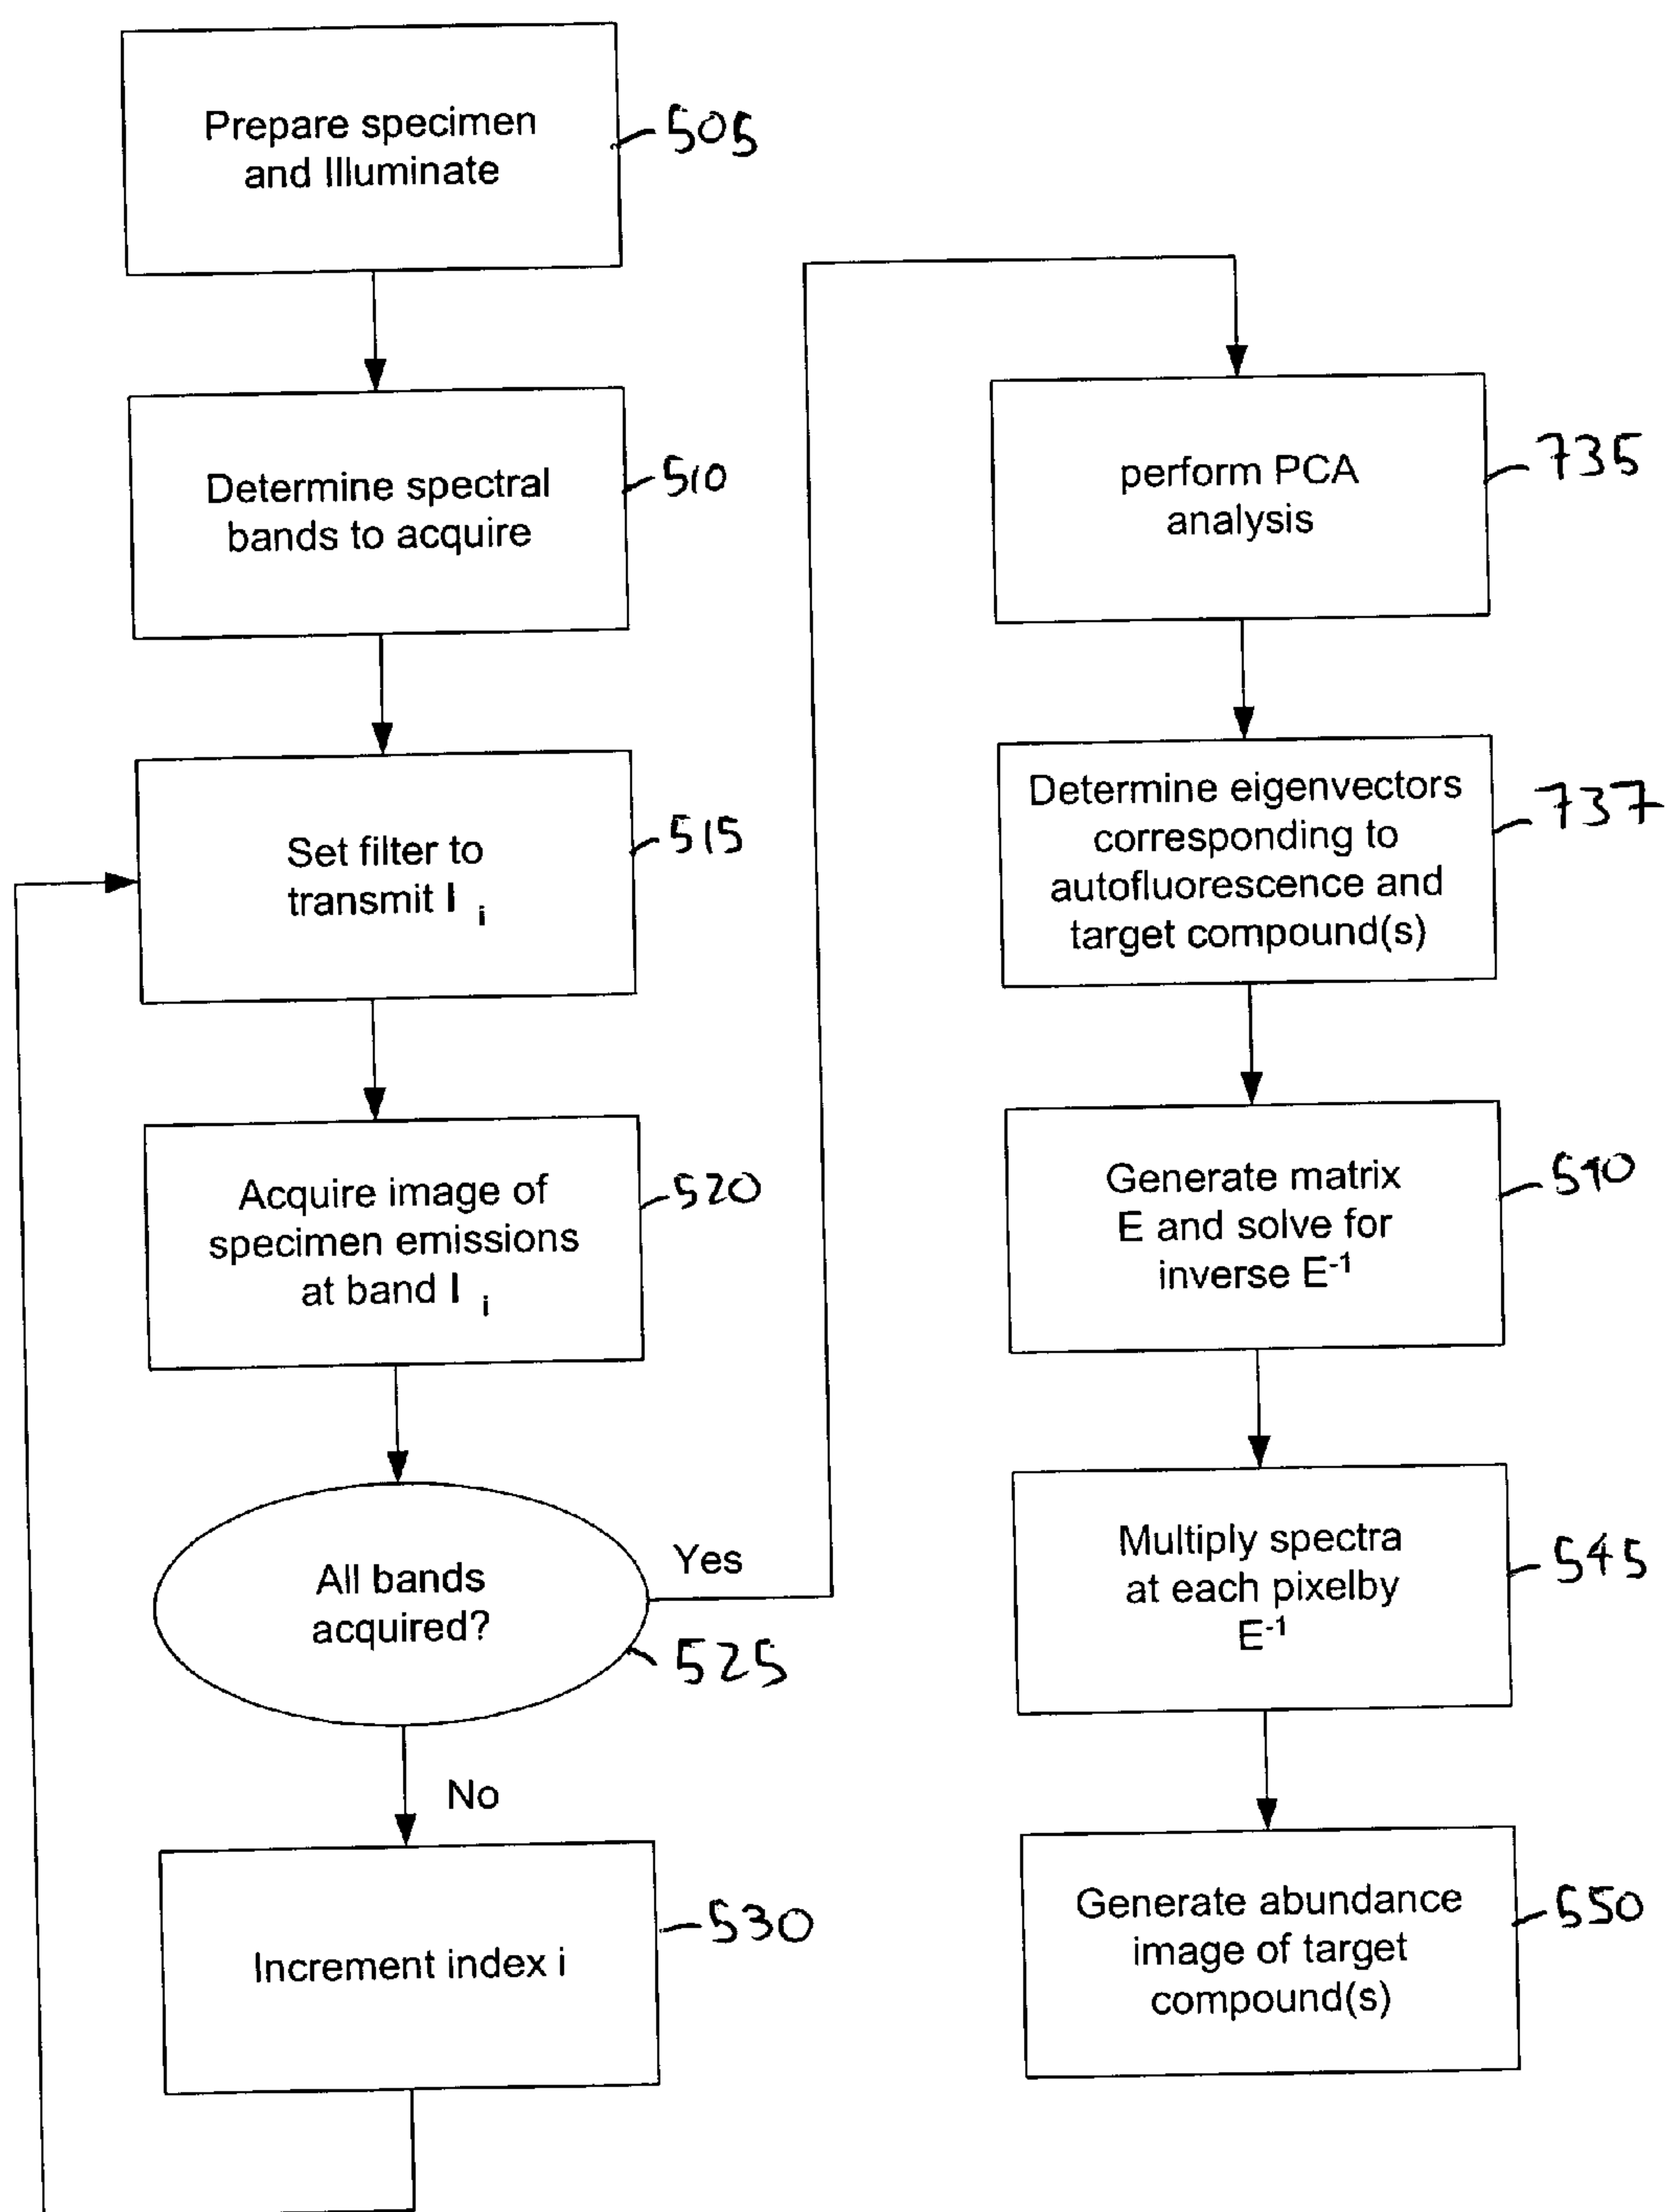 Prepare specimen
and Illuminate
505
Determine spectral
bands to acquire
510
Set filter to
transmit l i
515
Acquire image of
specimen emissions
at band l i
520
All bands
acquired?
525
Yes
No
Increment index i
530
perform PCA
analysis
735
Determine eigenvectors
corresponding to
autofluorescence and
target compound(s)
737
Generate matrix
E and solve for
inverse E⁻¹
540
Multiply spectra
at each pixelby
E⁻¹
545
Generate abundance
image of target
compound(s)
550